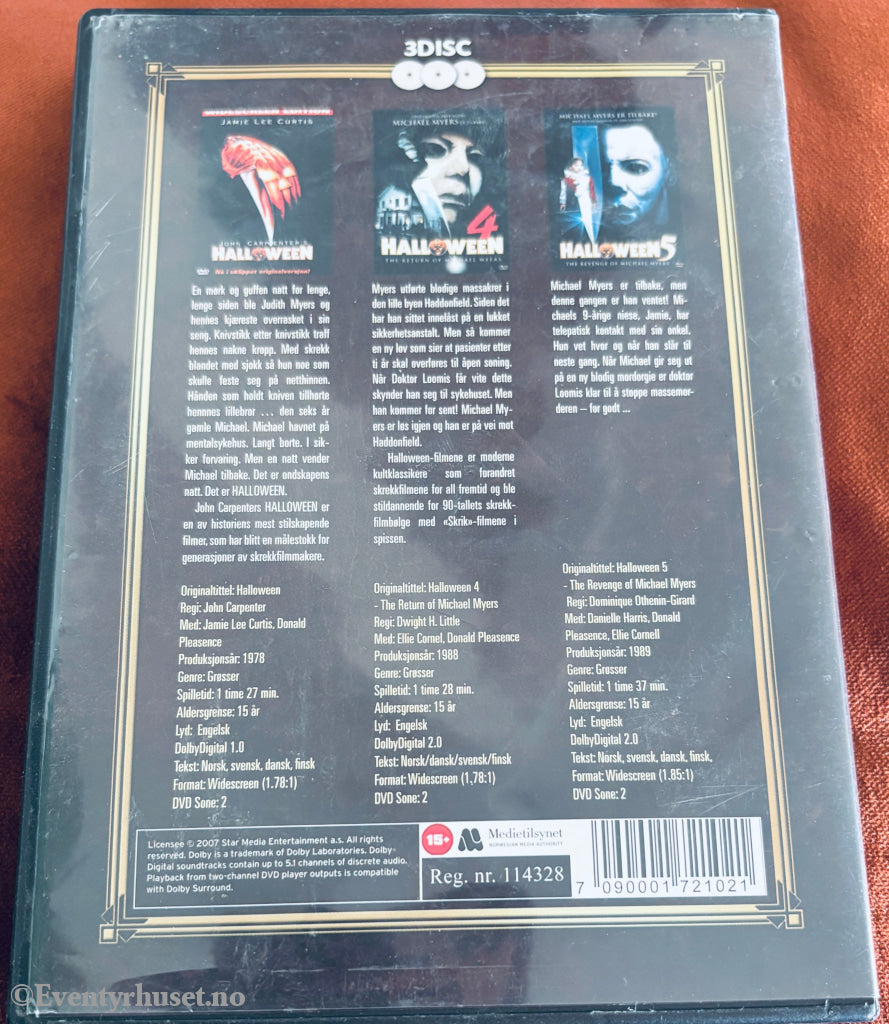 3DISC
WIDESCREEN EDITION
JAMIE LEE CURTIS
JOHN CARPENTER'S
HALLOWEEN
Nå i uklippet originalversjon!
En mørk og guffen natt for lenge,
lenge siden ble Judith Myers og
hennes kjæreste overrasket i sin
seng. Knivstikk etter knivstikk traff
hennes nakne kropp. Med skrekk
blandet med sjokk så hun noe som
skulle feste seg på netthinnen.
Hånden som holdt kniven tilhørte
hennnes lillebror ... den seks år
gamle Michael. Michael havnet på
mentalsykehus. Langt borte. I sik-
ker forvaring. Men en natt vender
Michael tilbake. Det er ondskapens
natt. Det er HALLOWEEN.
John Carpenters HALLOWEEN er
en av historiens mest stilskapende
filmer, som har blitt en målestokk for
generasjoner av skrekkfilmmakere.
Originaltittel: Halloween
Regi: John Carpenter
Med: Jamie Lee Curtis, Donald
Pleasence
Produksjonsår: 1978
Genre: Grøsser
Spilletid: 1 time 27 min.
Aldersgrense: 15 år
Lyd: Engelsk
DolbyDigital 1.0
Tekst: Norsk, svensk, dansk, finsk
Format: Widescreen (1.78:1)
DVD Sone: 2
MICHAEL MYERS
4
HALLOWEEN
THE RETURN OF MICHAEL MYERS
Myers utførte blodige massakrer i
den lille byen Haddonfield. Siden det
har han sittet innelåst på en lukket
sikkerhetsanstalt. Men så kommer
en ny lov som sier at pasienter etter
ti år skal overføres til åpen soning.
Når Doktor Loomis får vite dette
skynder han seg til sykehuset. Men
han kommer for sent! Michael My-
ers er løs igjen og han er på vei mot
Haddonfield.
Halloween-filmene er moderne
kultklassikere som forandret
skrekkfilmene for all fremtid og ble
stildannende for 90-tallets skrekk-
filmbølge med «Skrik»-filmene i
spissen.
Originaltittel: Halloween 4
- The Return of Michael Myers
Regi: Dwight H. Little
Med: Ellie Cornel, Donald Pleasence
Produksjonsår: 1988
Genre: Grøsser
Spilletid: 1 time 28 min.
Aldersgrense: 15 år
Lyd: Engelsk
DolbyDigital 2.0
Tekst: Norsk/dansk/svensk/finsk
Format: Widescreen (1,78:1)
DVD Sone: 2
MICHAEL MYERS ER TILBAKE
HALLOWEEN 5
THE REVENGE OF MICHAEL MYERS
Michael Myers er tilbake, men
denne gangen er han ventet! Mi-
chaels 9-årige niese, Jamie, har
telepatisk kontakt med sin onkel.
Hun vet hvor og når han slår til
neste gang. Når Michael gir seg ut
på en ny blodig mordorgie er doktor
Loomis klar til å stoppe massemor-
deren – for godt ...
Originaltittel: Halloween 5
- The Revenge of Michael Myers
Regi: Dominique Othenin-Girard
Med: Danielle Harris, Donald
Pleasence, Ellie Cornell
Produksjonsår: 1989
Genre: Grøsser
Spilletid: 1 time 37 min.
Aldersgrense: 15 år
Lyd: Engelsk
DolbyDigital 2.0
Tekst: Norsk, svensk, dansk, finsk,
Format: Widescreen (1.85:1)
DVD Sone: 2
Licensee © 2007 Star Media Entertainment a.s. All rights
reserved. Dolby is a trademark of Dolby Laboratories. Dolby
Digital soundtracks contain up to 5.1 channels of discrete audio.
Playback from two-channel DVD player outputs is compatible
with Dolby Surround.
15+
Medietilsynet
NORWEGIAN MEDIA AUTHORITY
Reg. nr. 114328
7 090001 721021
©Eventyrhuset.no